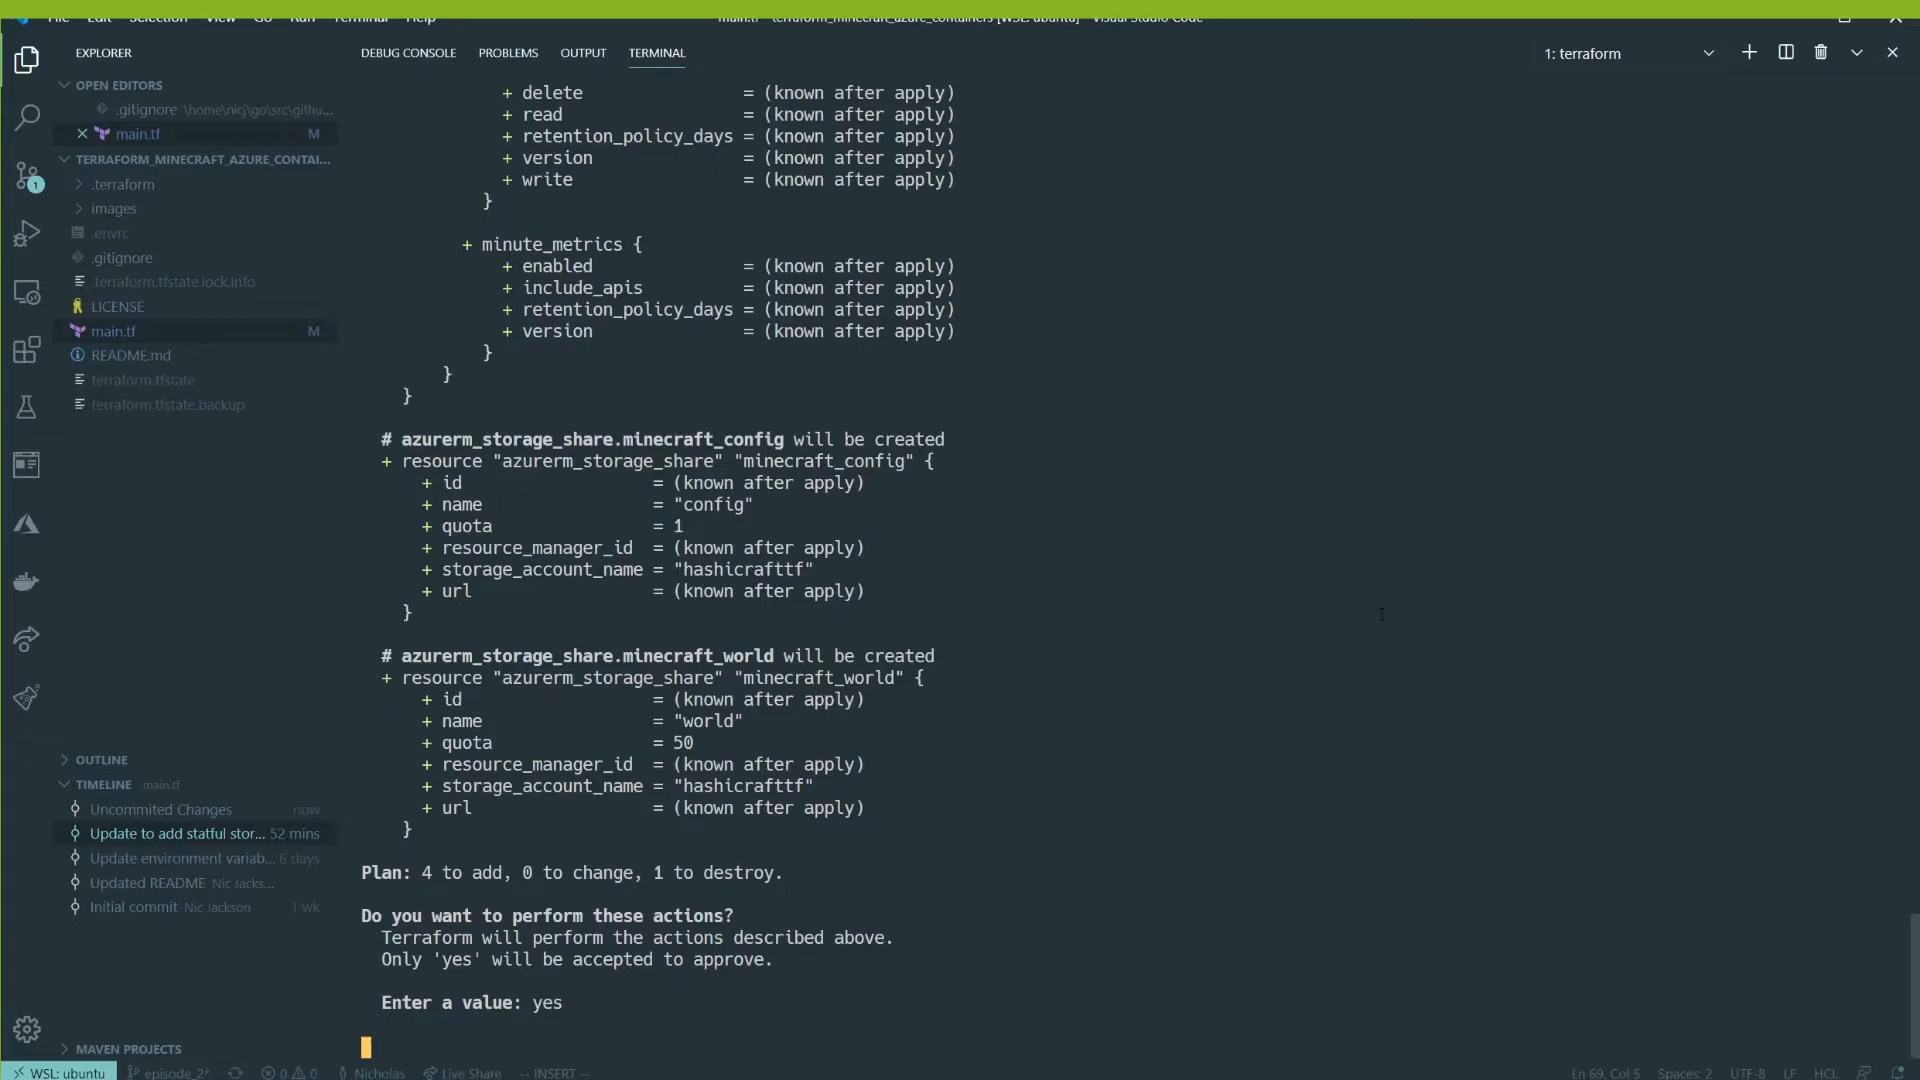 File Edit Selection View Go Run Terminal Help
main.tf - terraform_minecraft_azure_containers [WSL: ubuntu] - Visual Studio Code
EXPLORER
OPEN EDITORS
.gitignore \home\nicj\go\src\githu...
main.tf M
TERRAFORM_MINECRAFT_AZURE_CONTAI...
.terraform
images
.envrc
.gitignore
.terraform.tfstate.lock.info
LICENSE
main.tf M
README.md
terraform.tfstate
terraform.tfstate.backup
OUTLINE
TIMELINE main.tf
Uncommited Changes now
Update to add statful stor... 52 mins
Update environment variab... 6 days
Updated README Nic Jacks...
Initial commit Nic Jackson 1 wk
MAVEN PROJECTS
1
DEBUG CONSOLE PROBLEMS OUTPUT TERMINAL
1: terraform
+ delete = (known after apply)
+ read = (known after apply)
+ retention_policy_days = (known after apply)
+ version = (known after apply)
+ write = (known after apply)
}
+ minute_metrics {
+ enabled = (known after apply)
+ include_apis = (known after apply)
+ retention_policy_days = (known after apply)
+ version = (known after apply)
}
}
}
# azurerm_storage_share.minecraft_config will be created
+ resource "azurerm_storage_share" "minecraft_config" {
+ id = (known after apply)
+ name = "config"
+ quota = 1
+ resource_manager_id = (known after apply)
+ storage_account_name = "hashicrafttf"
+ url = (known after apply)
}
# azurerm_storage_share.minecraft_world will be created
+ resource "azurerm_storage_share" "minecraft_world" {
+ id = (known after apply)
+ name = "world"
+ quota = 50
+ resource_manager_id = (known after apply)
+ storage_account_name = "hashicrafttf"
+ url = (known after apply)
}
Plan: 4 to add, 0 to change, 1 to destroy.
Do you want to perform these actions?
Terraform will perform the actions described above.
Only 'yes' will be accepted to approve.
Enter a value: yes
WSL: ubuntu episode_2* 0 0 Nicholas Live Share -- INSERT -- Ln 69, Col 5 Spaces: 2 UTF-8 LF HCL